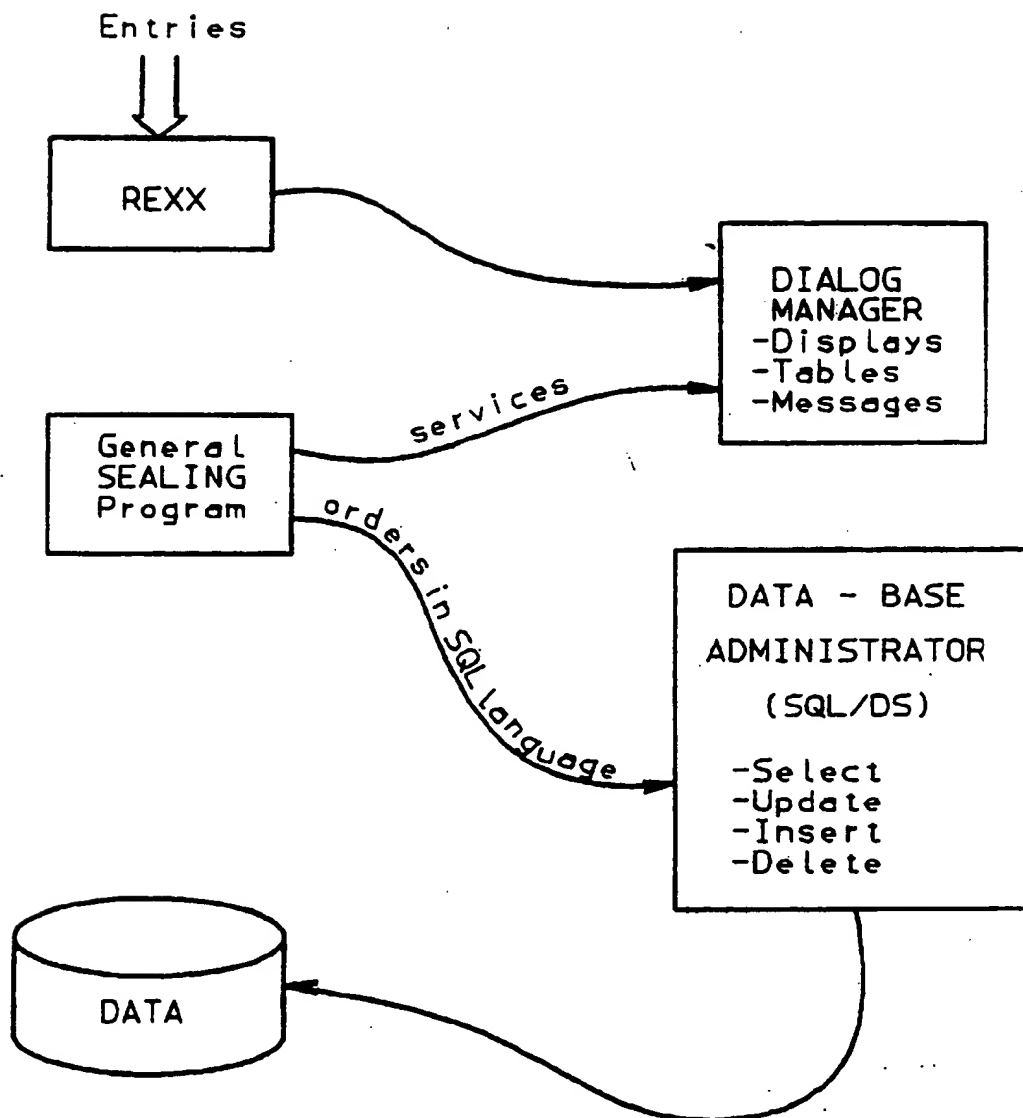 Entries
REXX
DIALOG
MANAGER
-Displays
-Tables
-Messages
services
General
SEALING
Program
orders in SQL language
DATA - BASE
ADMINISTRATOR
(SQL/DS)
-Select
-Update
-Insert
-Delete
DATA